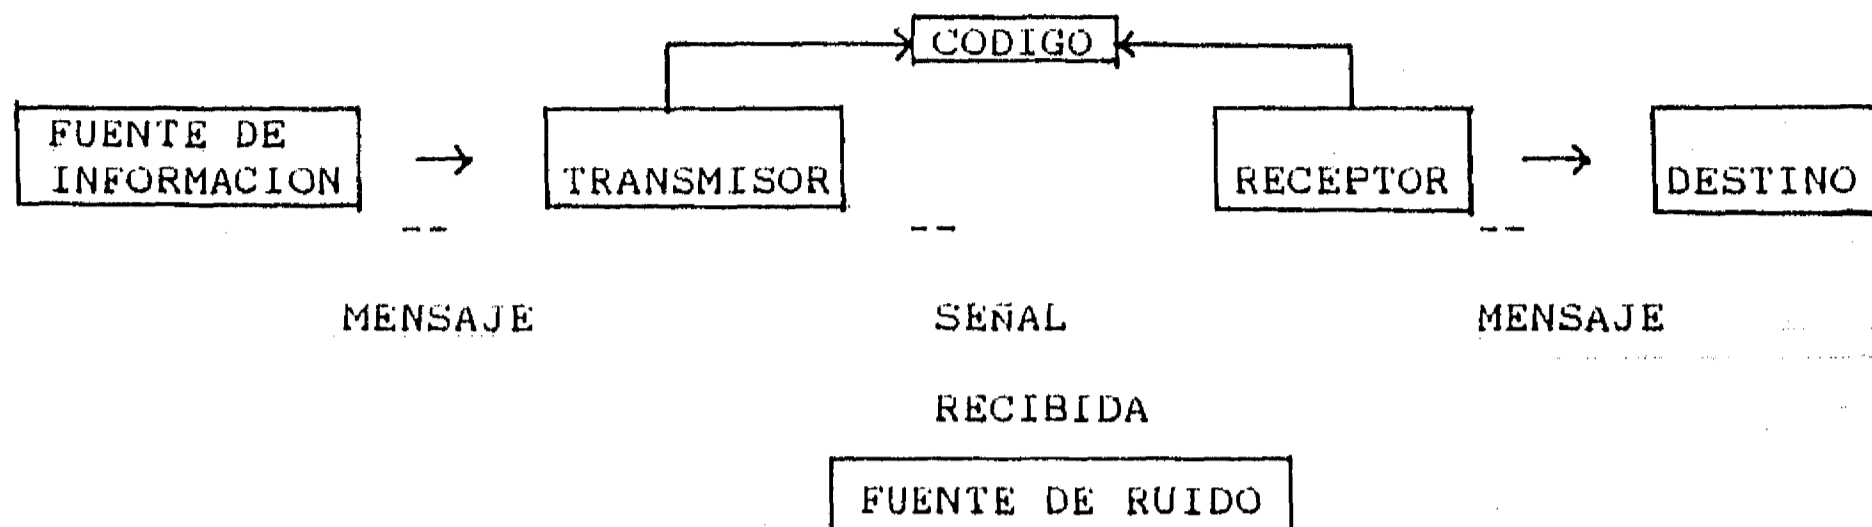 CODIGO
FUENTE DE
INFORMACION
TRANSMISOR
RECEPTOR
DESTINO
-- -- --
MENSAJE SEÑAL MENSAJE
RECIBIDA
FUENTE DE RUIDO